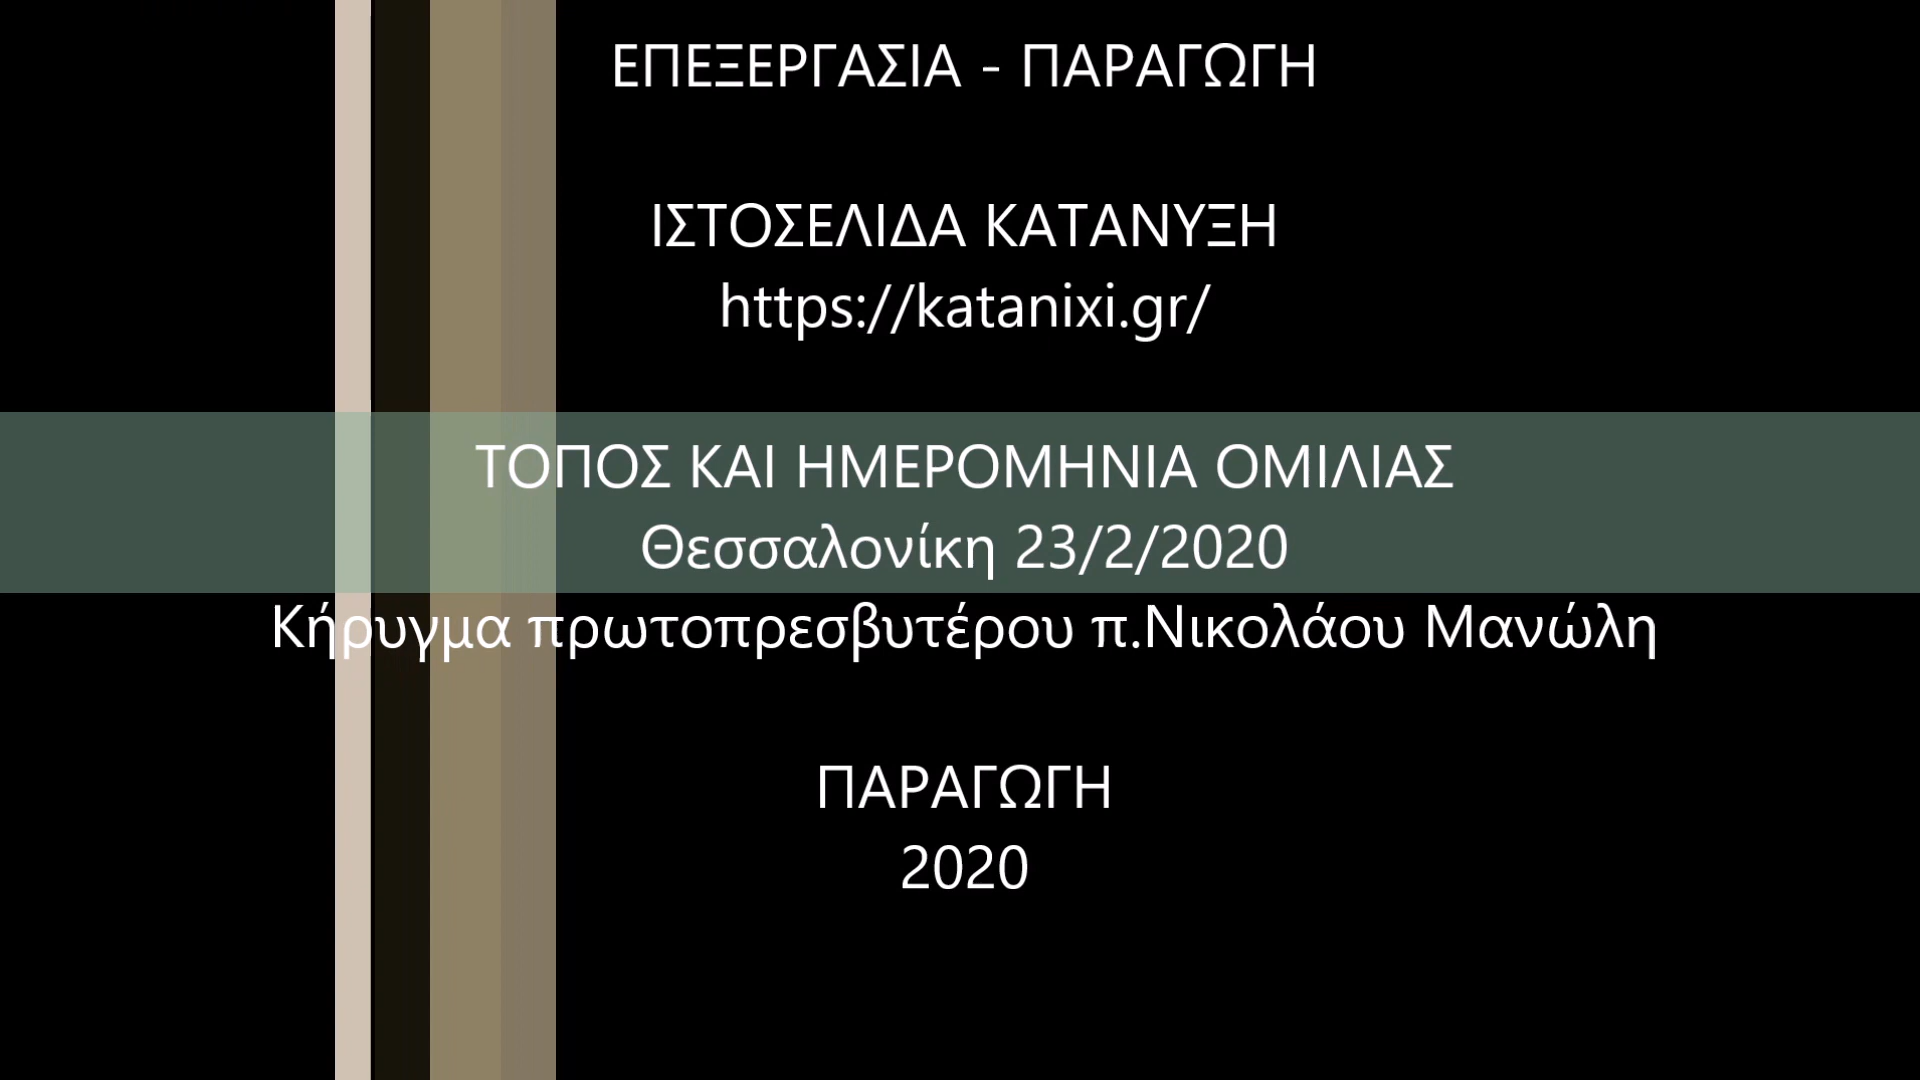 ΕΠΕΞΕΡΓΑΣΙΑ - ΠΑΡΑΓΩΓΗ
ΙΣΤΟΣΕΛΙΔΑ ΚΑΤΑΝΥΞΗ
https://katanixi.gr/
ΤΟΠΟΣ ΚΑΙ ΗΜΕΡΟΜΗΝΙΑ ΟΜΙΛΙΑΣ
Θεσσαλονίκη 23/2/2020
Κήρυγμα πρωτοπρεσβυτέρου π.Νικολάου Μανώλη
ΠΑΡΑΓΩΓΗ
2020